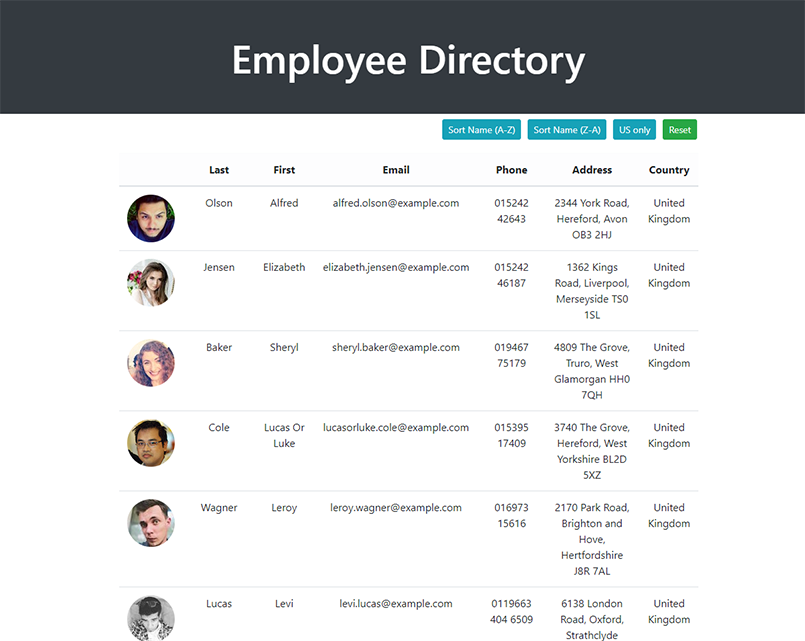 Employee Directory
Sort Name (A-Z) Sort Name (Z-A) US only Reset
Last First Email Phone Address Country
Olson Alfred alfred.olson@example.com 015242 2344 York Road, United
42643 Hereford, Avon Kingdom
OB3 2HJ
Jensen Elizabeth elizabeth.jensen@example.com 015242 1362 Kings United
46187 Road, Liverpool, Kingdom
Merseyside TS0
1SL
Baker Sheryl sheryl.baker@example.com 019467 4809 The Grove, United
75179 Truro, West Kingdom
Glamorgan HH0
7QH
Cole Lucas Or lucasorluke.cole@example.com 015395 3740 The Grove, United
Luke 17409 Hereford, West Kingdom
Yorkshire BL2D
5XZ
Wagner Leroy leroy.wagner@example.com 016973 2170 Park Road, United
15616 Brighton and Kingdom
Hove,
Hertfordshire
J8R 7AL
Lucas Levi levi.lucas@example.com 0119663 6138 London United
404 6509 Road, Oxford, Kingdom
Strathclyde